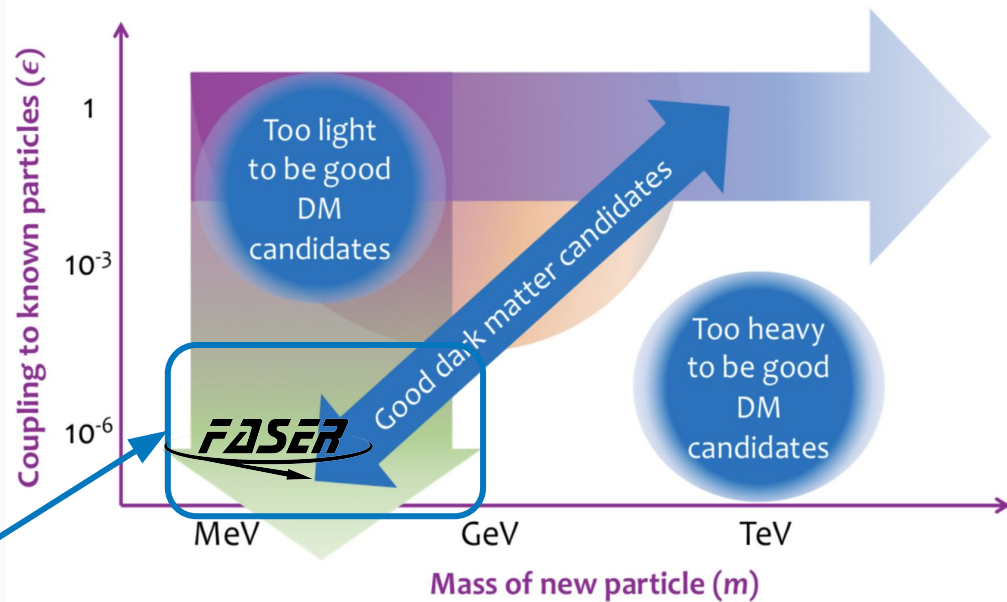 Coupling to known particles (ϵ)
1
10⁻³
10⁻⁶
Too light
to be good
DM
candidates
Good dark matter candidates
Too heavy
to be good
DM
candidates
FASER
MeV
GeV
TeV
Mass of new particle (m)